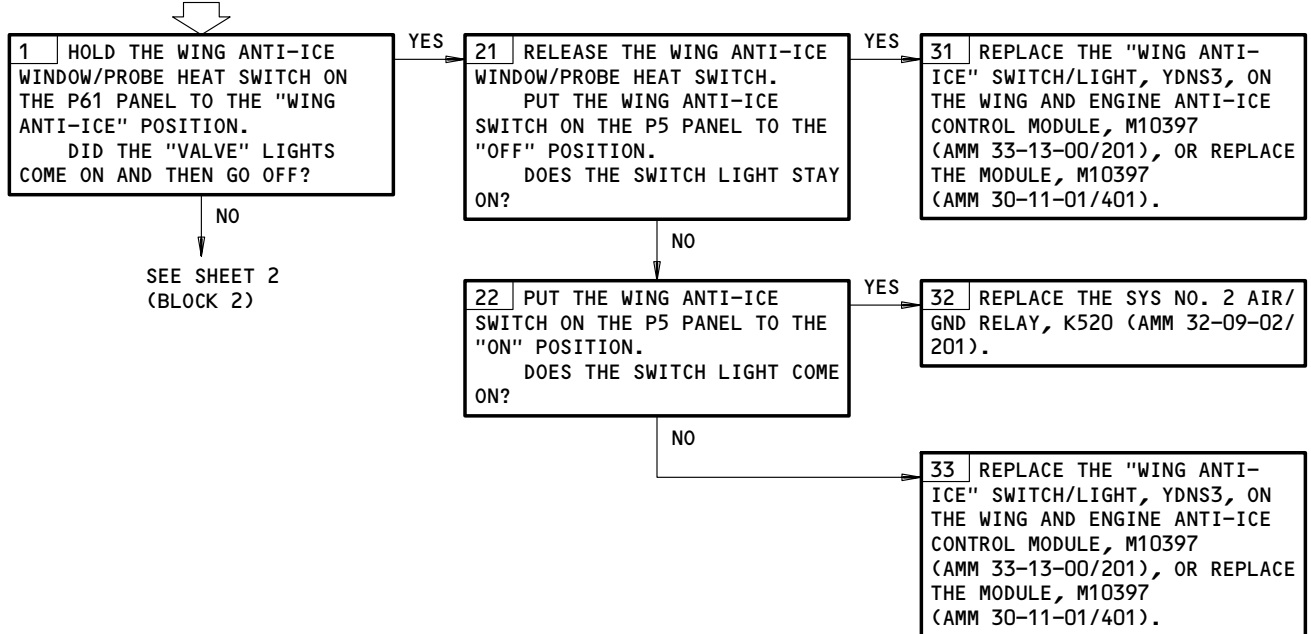 1 HOLD THE WING ANTI-ICE
WINDOW/PROBE HEAT SWITCH ON
THE P61 PANEL TO THE "WING
ANTI-ICE" POSITION.
DID THE "VALVE" LIGHTS
COME ON AND THEN GO OFF?
YES
NO
SEE SHEET 2
(BLOCK 2)
21 RELEASE THE WING ANTI-ICE
WINDOW/PROBE HEAT SWITCH.
PUT THE WING ANTI-ICE
SWITCH ON THE P5 PANEL TO THE
"OFF" POSITION.
DOES THE SWITCH LIGHT STAY
ON?
YES
NO
31 REPLACE THE "WING ANTI-
ICE" SWITCH/LIGHT, YDNS3, ON
THE WING AND ENGINE ANTI-ICE
CONTROL MODULE, M10397
(AMM 33-13-00/201), OR REPLACE
THE MODULE, M10397
(AMM 30-11-01/401).
22 PUT THE WING ANTI-ICE
SWITCH ON THE P5 PANEL TO THE
"ON" POSITION.
DOES THE SWITCH LIGHT COME
ON?
YES
NO
32 REPLACE THE SYS NO. 2 AIR/
GND RELAY, K520 (AMM 32-09-02/
201).
33 REPLACE THE "WING ANTI-
ICE" SWITCH/LIGHT, YDNS3, ON
THE WING AND ENGINE ANTI-ICE
CONTROL MODULE, M10397
(AMM 33-13-00/201), OR REPLACE
THE MODULE, M10397
(AMM 30-11-01/401).